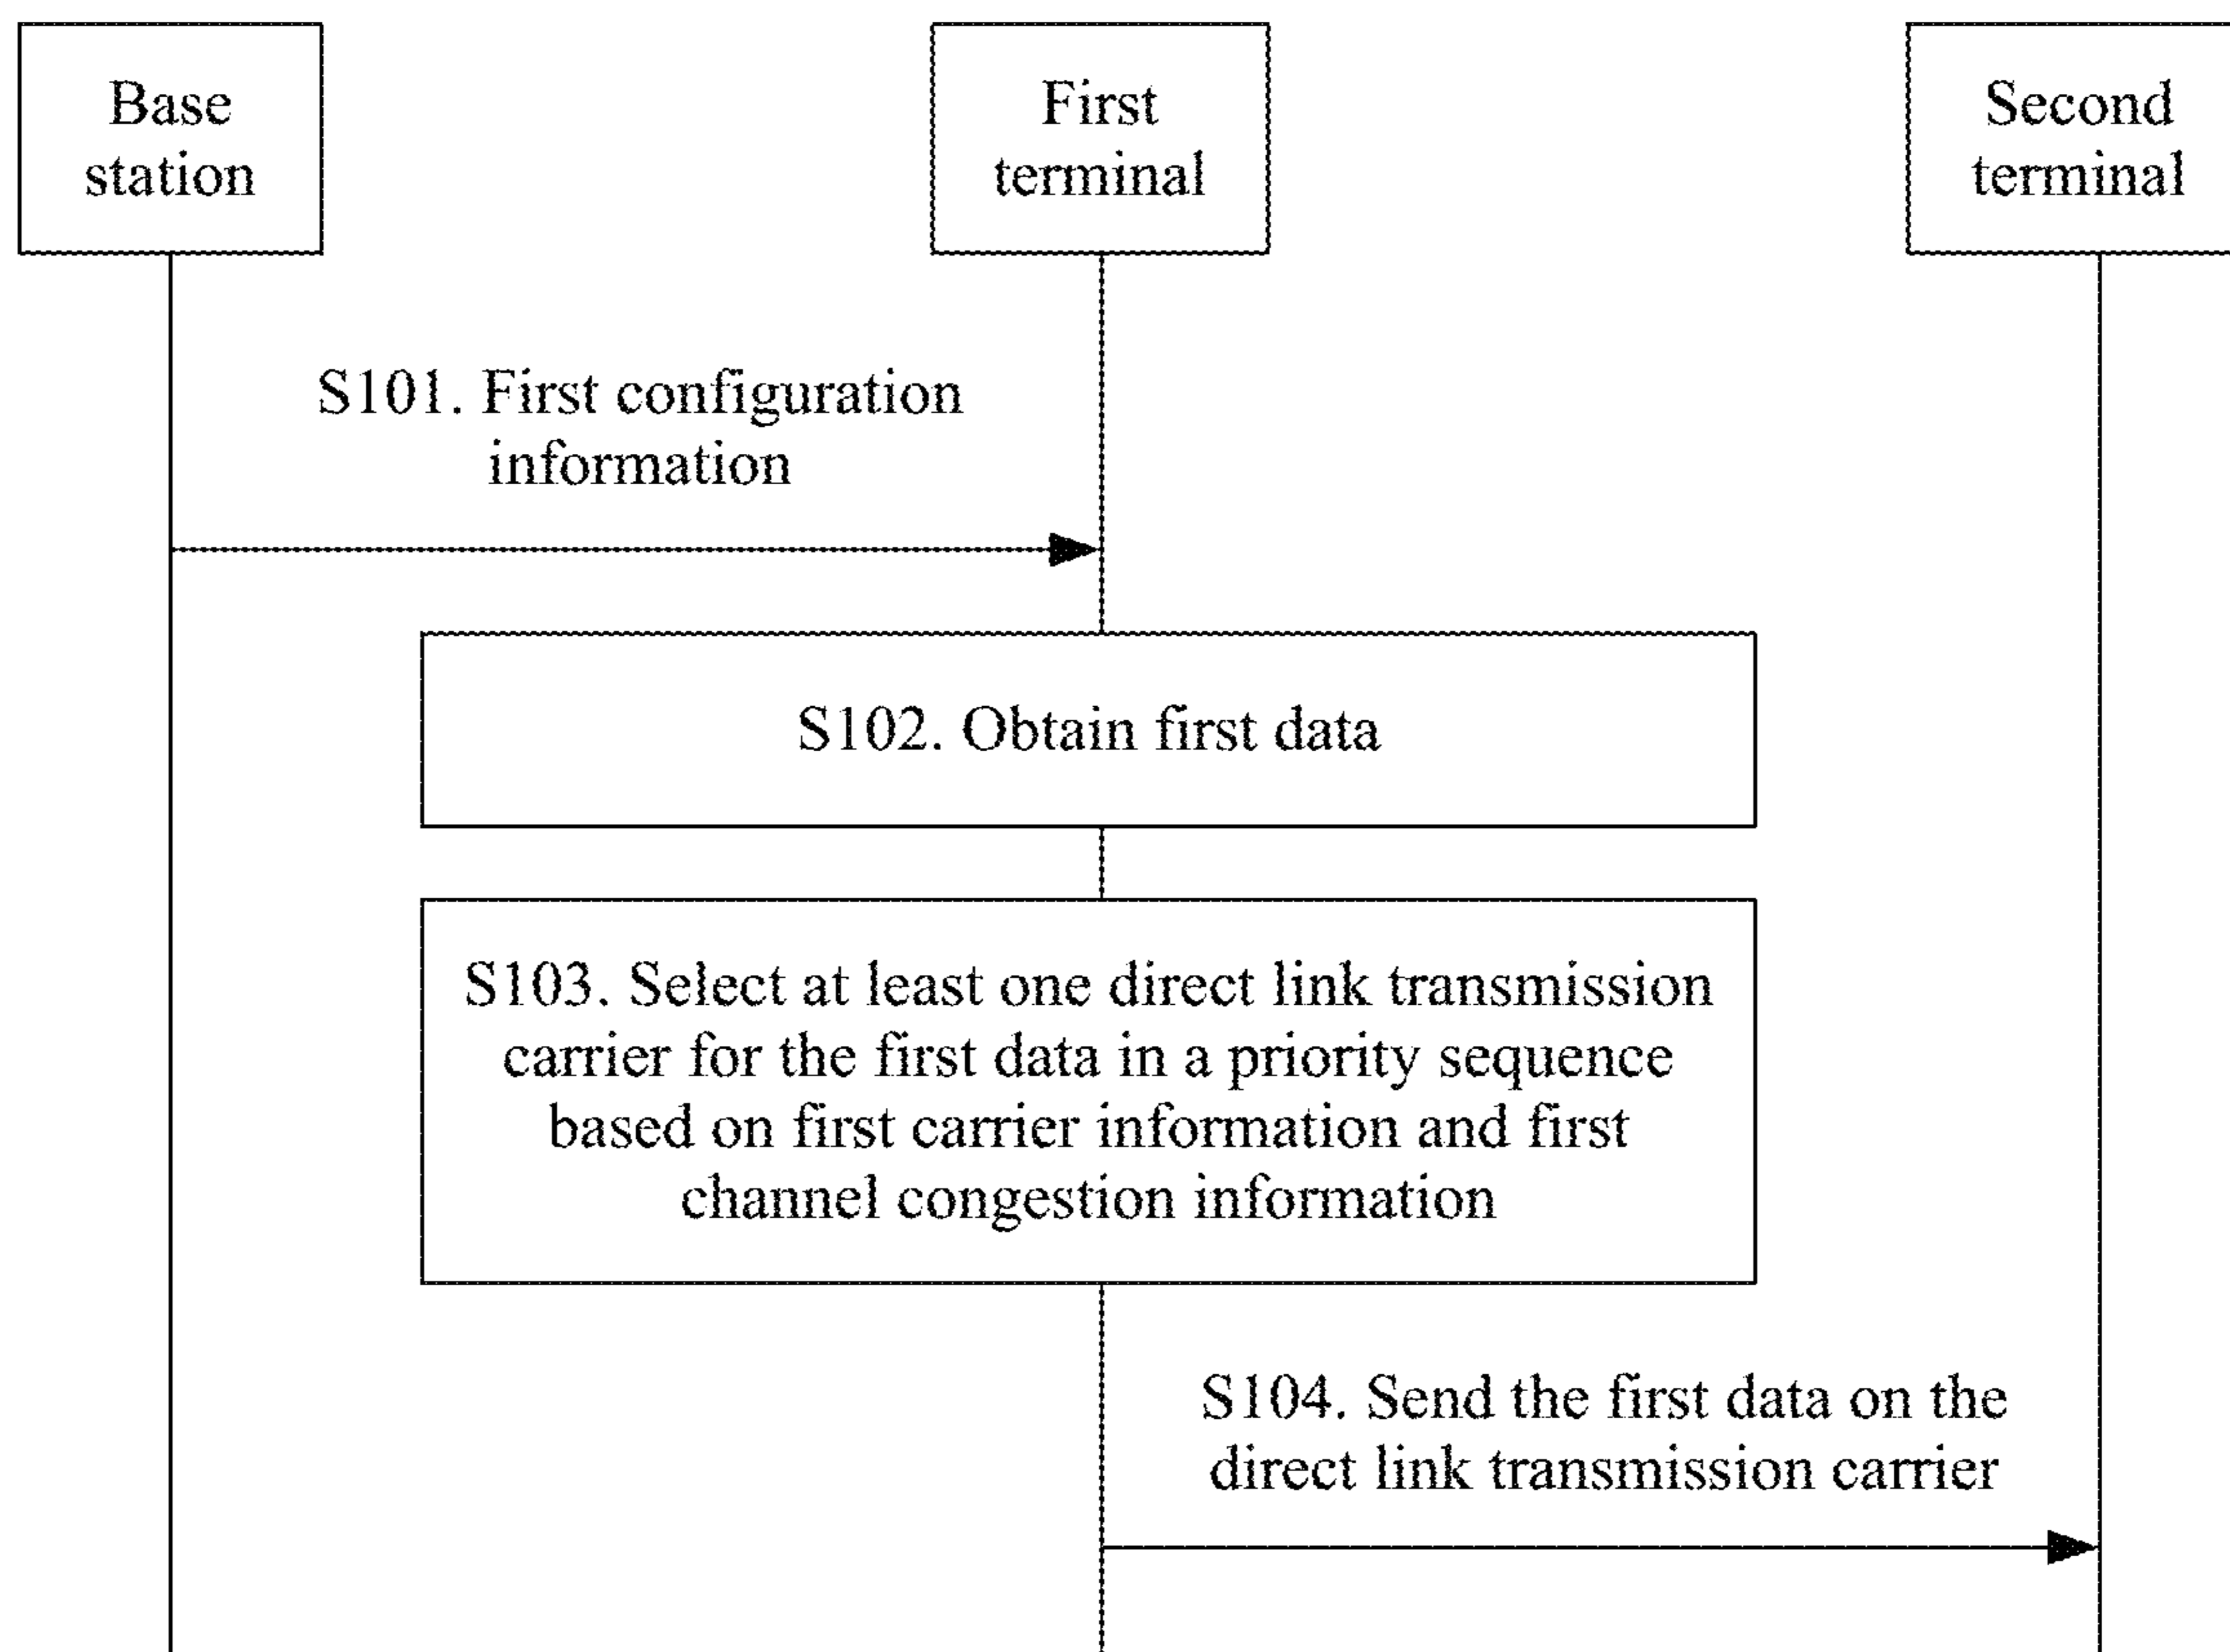 Base
station
First
terminal
Second
terminal
S101. First configuration
information
S102. Obtain first data
S103. Select at least one direct link transmission
carrier for the first data in a priority sequence
based on first carrier information and first
channel congestion information
S104. Send the first data on the
direct link transmission carrier